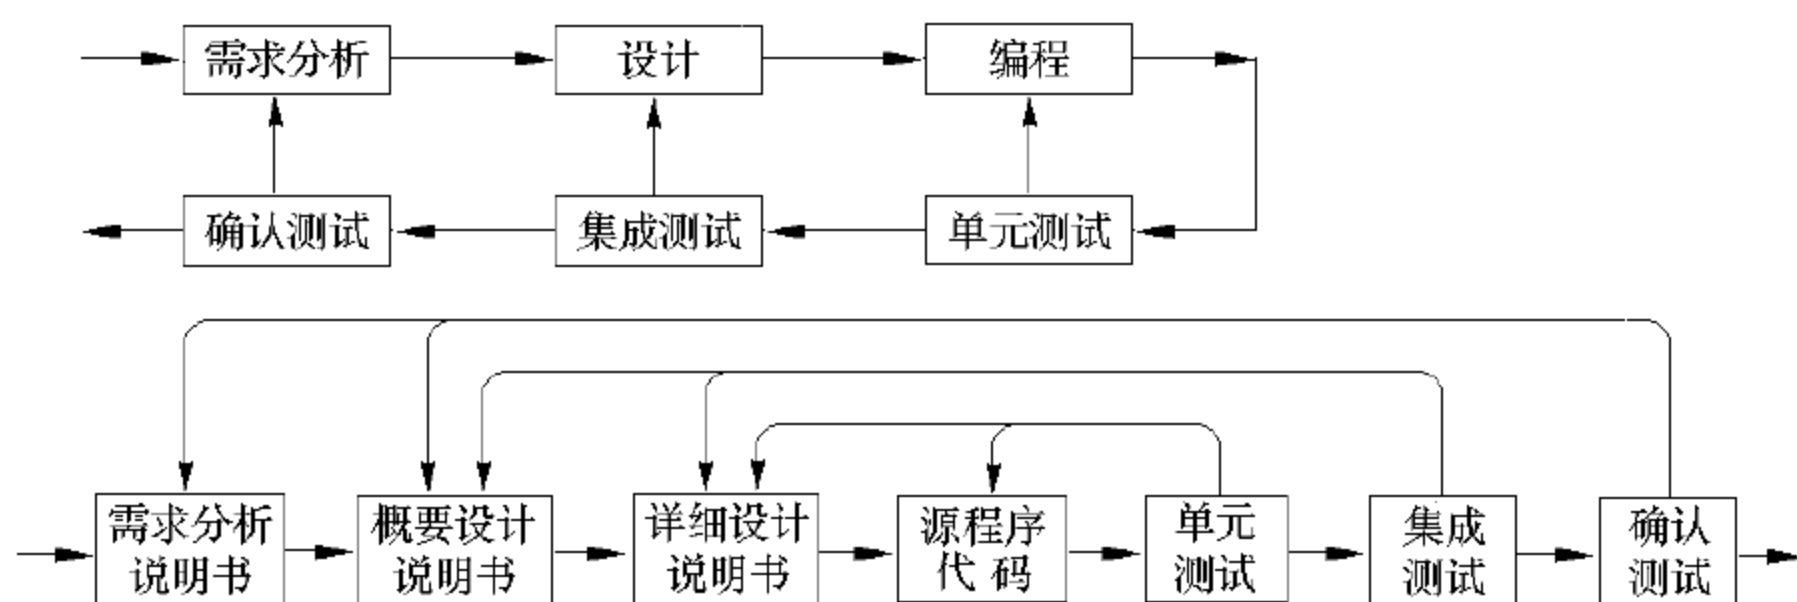 需求分析
设计
编程
确认测试
集成测试
单元测试
需求分析
说明书
概要设计
说明书
详细设计
说明书
源程序
代 码
单元
测试
集成
测试
确认
测试